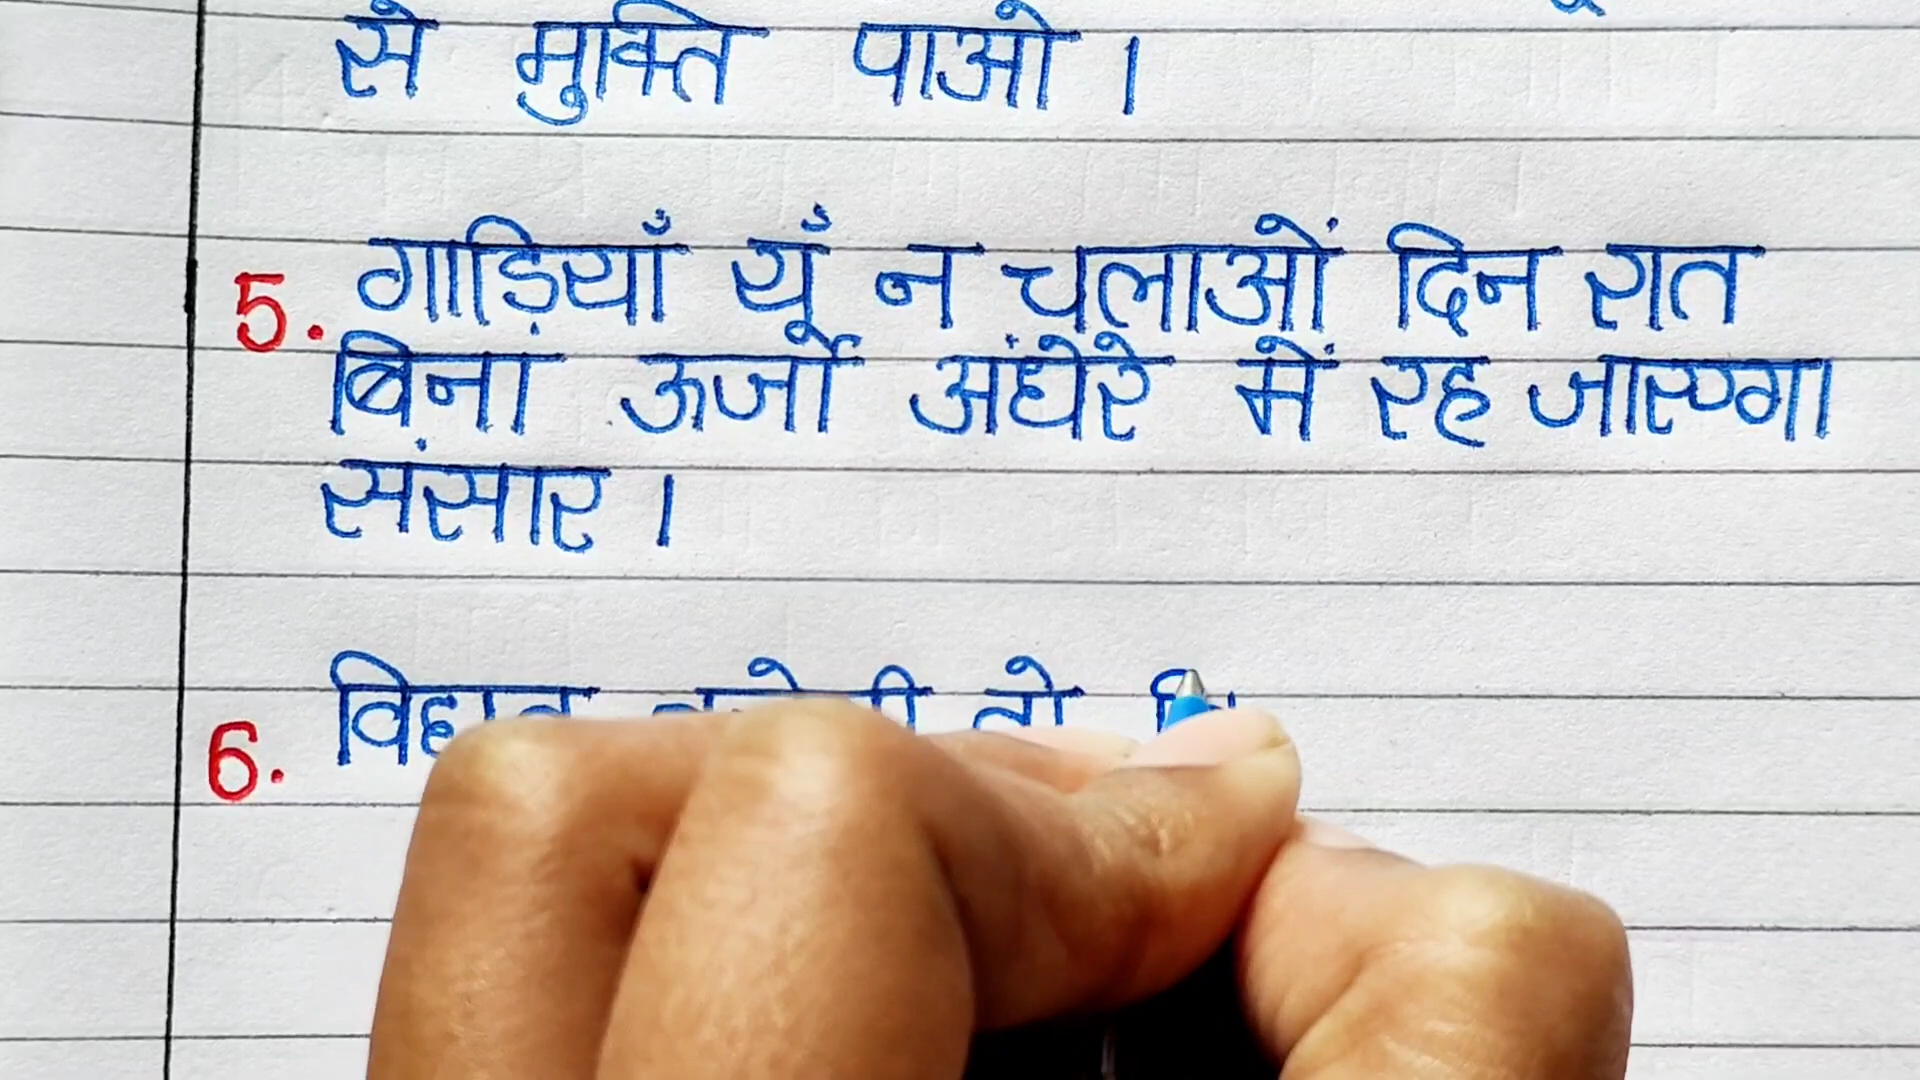 से मुक्ति पाओ ।
5. गाड़ियाँ यूँ न चलाओं दिन रात
बिना ऊर्जा अंधेरे में रह जाएगा
संसार ।
6. तो